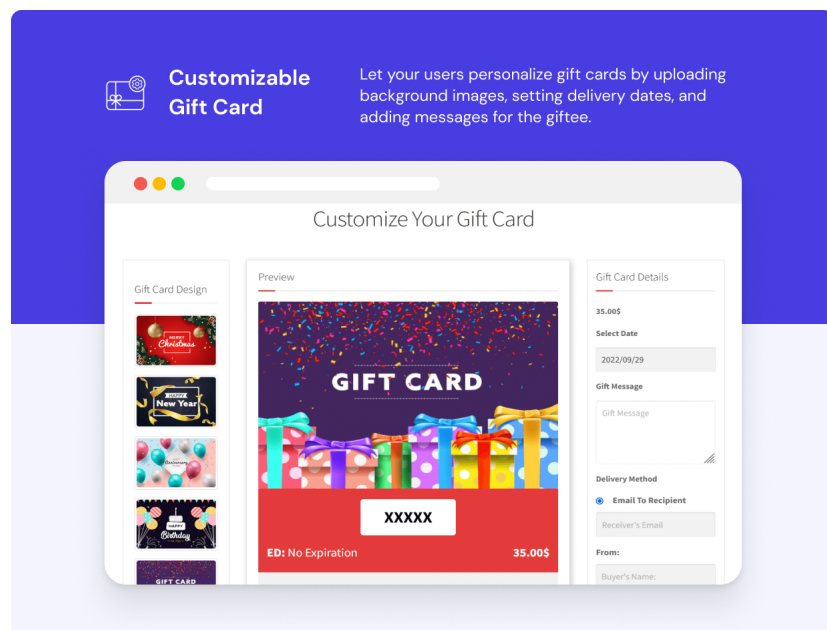 Customizable
Gift Card
Let your users personalize gift cards by uploading
background images, setting delivery dates, and
adding messages for the giftee.
Customize Your Gift Card
Gift Card Design
MERRY
Christmas
HAPPY
New Year
Anniversary
HAPPY
Birthday
GIFT CARD
Preview
GIFT CARD
XXXXX
ED: No Expiration
35.00$
Gift Card Details
35.00$
Select Date
2022/09/29
Gift Message
Gift Message
Delivery Method
Email To Recipient
Receiver's Email
From:
Buyer's Name: